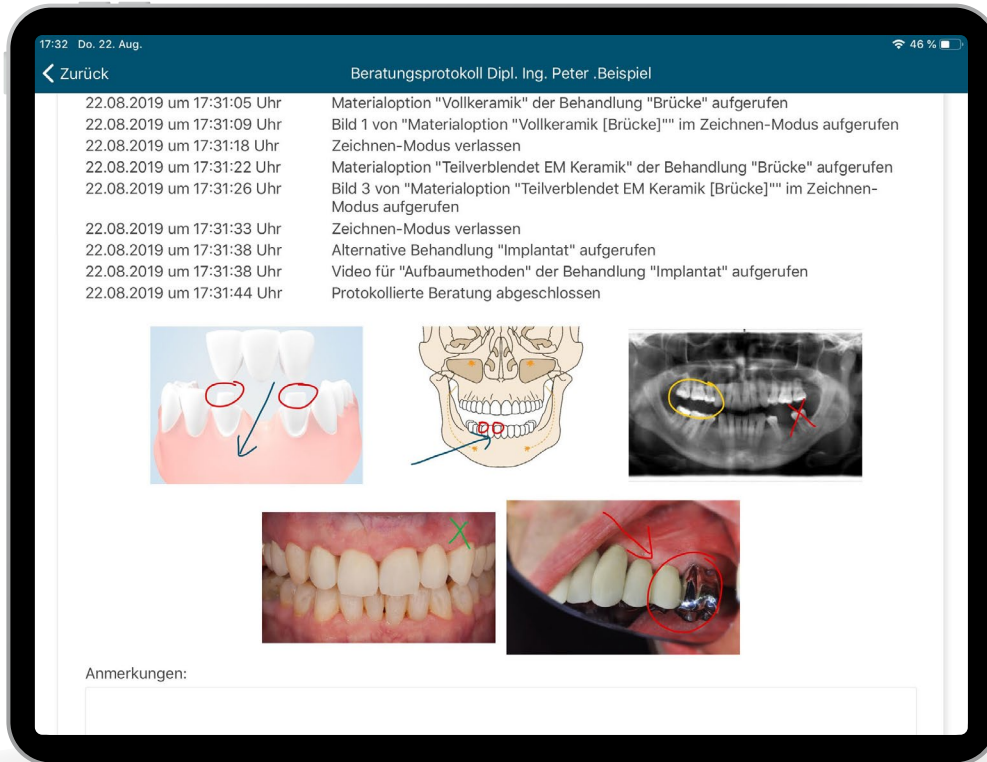 17:32 Do. 22. Aug. 46 %
Zurück Beratungsprotokoll Dipl. Ing. Peter .Beispiel
22.08.2019 um 17:31:05 Uhr Materialoption "Vollkeramik" der Behandlung "Brücke" aufgerufen
22.08.2019 um 17:31:09 Uhr Bild 1 von "Materialoption "Vollkeramik [Brücke]"" im Zeichnen-Modus aufgerufen
22.08.2019 um 17:31:18 Uhr Zeichnen-Modus verlassen
22.08.2019 um 17:31:22 Uhr Materialoption "Teilverblendet EM Keramik" der Behandlung "Brücke" aufgerufen
22.08.2019 um 17:31:26 Uhr Bild 3 von "Materialoption "Teilverblendet EM Keramik [Brücke]"" im Zeichnen-
Modus aufgerufen
22.08.2019 um 17:31:33 Uhr Zeichnen-Modus verlassen
22.08.2019 um 17:31:38 Uhr Alternative Behandlung "Implantat" aufgerufen
22.08.2019 um 17:31:38 Uhr Video für "Aufbaumethoden" der Behandlung "Implantat" aufgerufen
22.08.2019 um 17:31:44 Uhr Protokollierte Beratung abgeschlossen
Anmerkungen: